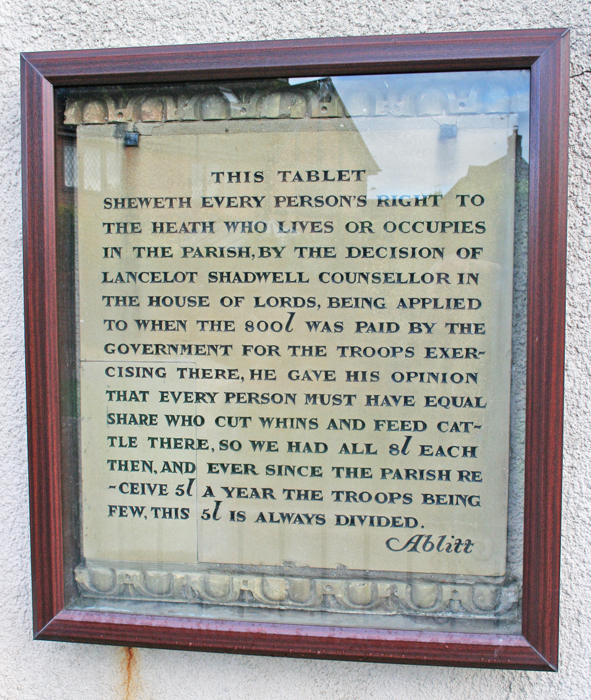 THIS TABLET
SHEWETH EVERY PERSON'S RIGHT TO
THE HEATH WHO LIVES OR OCCUPIES
IN THE PARISH, BY THE DECISION OF
LANCELOT SHADWELL COUNSELLOR IN
THE HOUSE OF LORDS, BEING APPLIED
TO WHEN THE 800l WAS PAID BY THE
GOVERNMENT FOR THE TROOPS EXER-
CISING THERE, HE GAVE HIS OPINION
THAT EVERY PERSON MUST HAVE EQUAL
SHARE WHO CUT WHINS AND FEED CAT-
TLE THERE, SO WE HAD ALL 8l EACH
THEN, AND EVER SINCE THE PARISH RE
-CEIVE 5l A YEAR THE TROOPS BEING
FEW, THIS 5l IS ALWAYS DIVIDED.
Ablitt